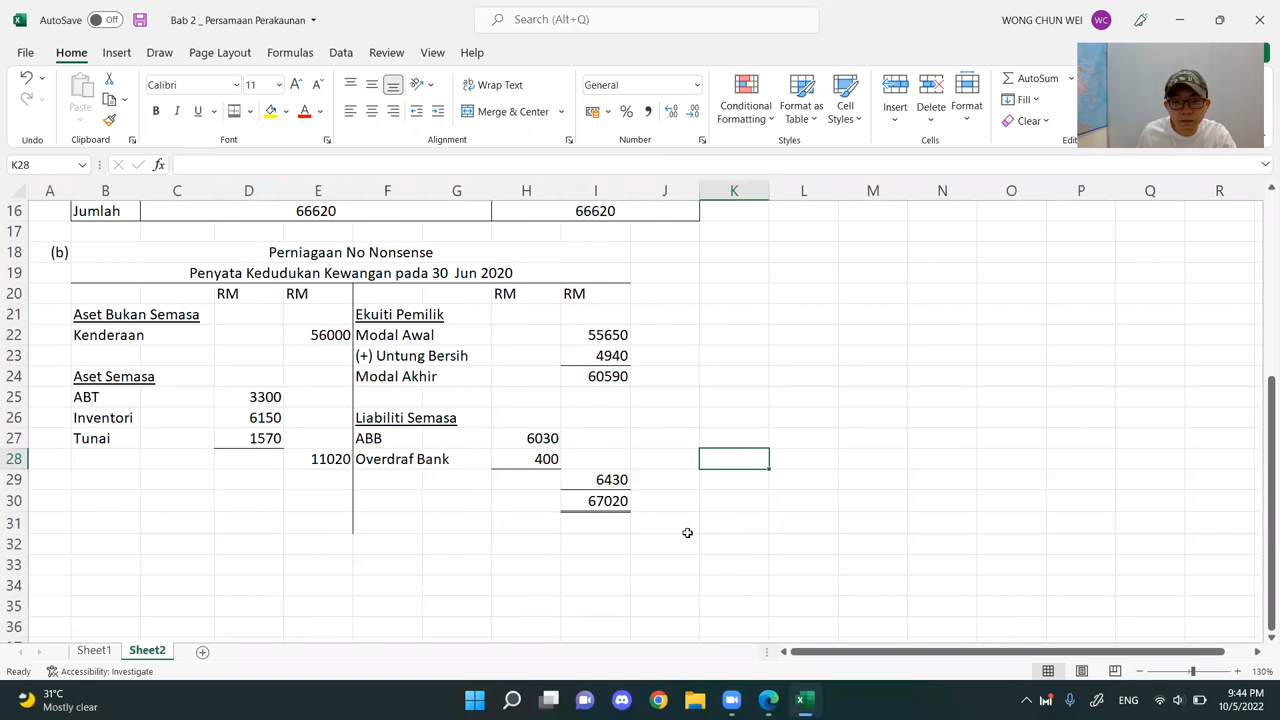 AutoSave Off Bab 2 _ Persamaan Perakaunan Search (Alt+Q) WONG CHUN WEI WC
File Home Insert Draw Page Layout Formulas Data Review View Help
Paste Calibri 11 Wrap Text General Conditional Formatting Format as Table Cell Styles Insert Delete Format AutoSum
Merge & Center Fill
Clear
Undo Clipboard Font Alignment Number Styles Cells
K28 fx
A B C D E F G H I J K L M N O P Q R
16 Jumlah 66620 66620
17
18 (b) Perniagaan No Nonsense
19 Penyata Kedudukan Kewangan pada 30 Jun 2020
20 RM RM RM RM
21 Aset Bukan Semasa Ekuiti Pemilik
22 Kenderaan 56000 Modal Awal 55650
23 (+) Untung Bersih 4940
24 Aset Semasa Modal Akhir 60590
25 ABT 3300
26 Inventori 6150 Liabiliti Semasa
27 Tunai 1570 ABB 6030
28 11020 Overdraf Bank 400
29 6430
30 67020
31
32
33
34
35
36
Sheet1 Sheet2
Ready Accessibility: Investigate 130%
31°C
Mostly clear
ENG
9:44 PM
10/5/2022